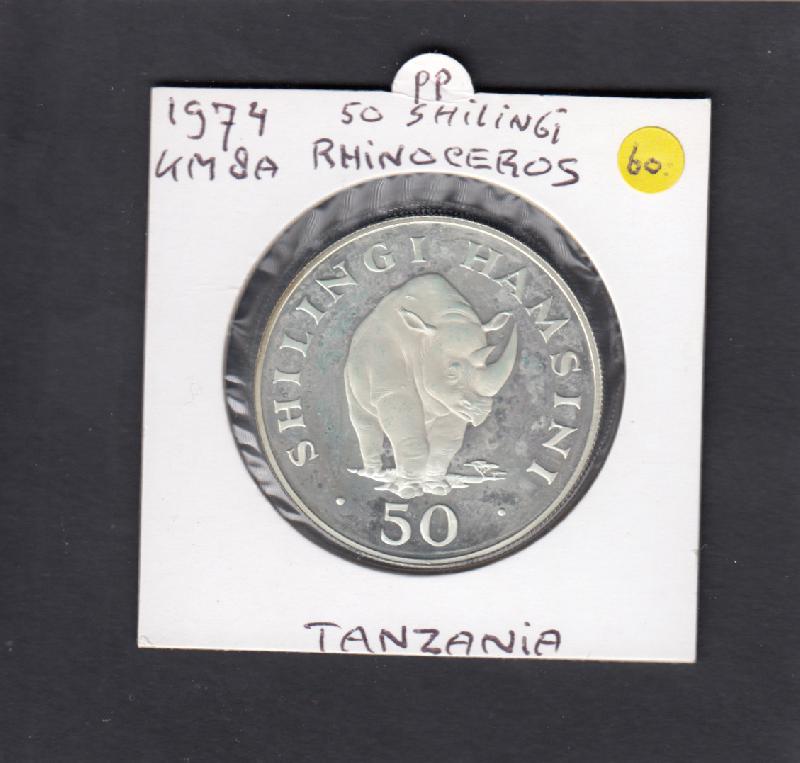 PP
1974 50 SHiLiNGi
KM 8A RHiNOCEROS
60.
SHILINGI HAMSINI
50
TANZANiA